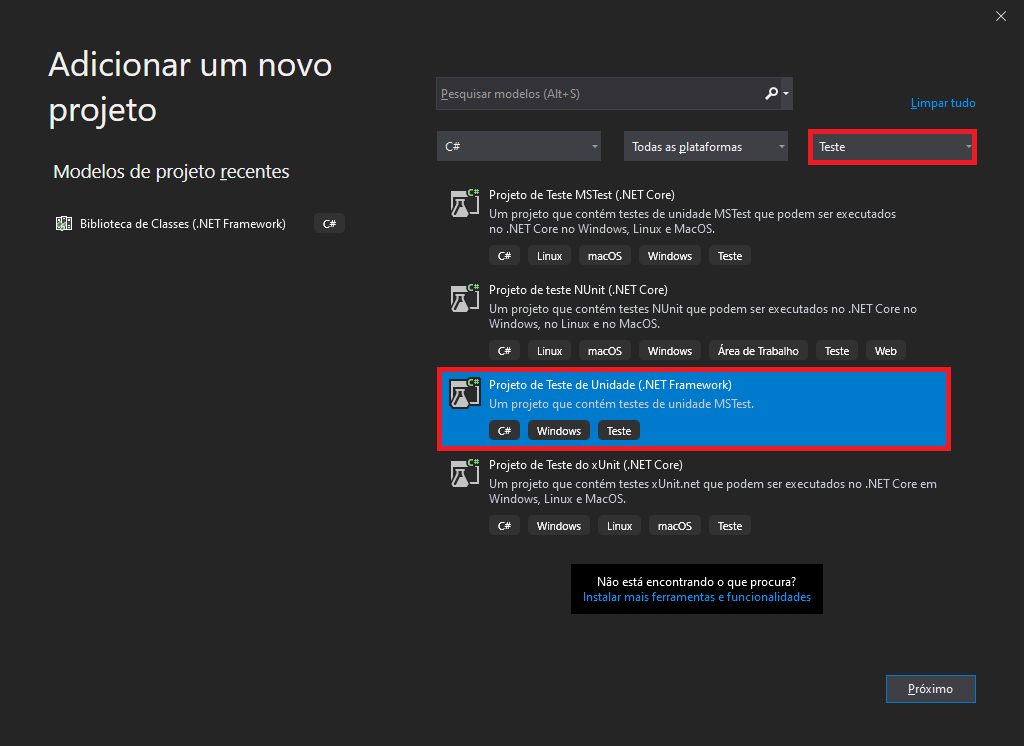 Adicionar um novo
projeto
Modelos de projeto recentes
Biblioteca de Classes (.NET Framework) C#
Pesquisar modelos (Alt+S)
Limpar tudo
C# Todas as plataformas Teste
C#
Projeto de Teste MSTest (.NET Core)
Um projeto que contém testes de unidade MSTest que podem ser executados
no .NET Core no Windows, Linux e MacOS.
C# Linux macOS Windows Teste
C#
Projeto de teste NUnit (.NET Core)
Um projeto que contém testes NUnit que podem ser executados no .NET Core no
Windows, no Linux e no MacOS.
C# Linux macOS Windows Área de Trabalho Teste Web
C#
Projeto de Teste de Unidade (.NET Framework)
Um projeto que contém testes de unidade MSTest.
C# Windows Teste
C#
Projeto de Teste do xUnit (.NET Core)
Um projeto que contém testes xUnit.net que podem ser executados no .NET Core em
Windows, Linux e MacOS.
C# Windows Linux macOS Teste
Não está encontrando o que procura?
Instalar mais ferramentas e funcionalidades
Próximo